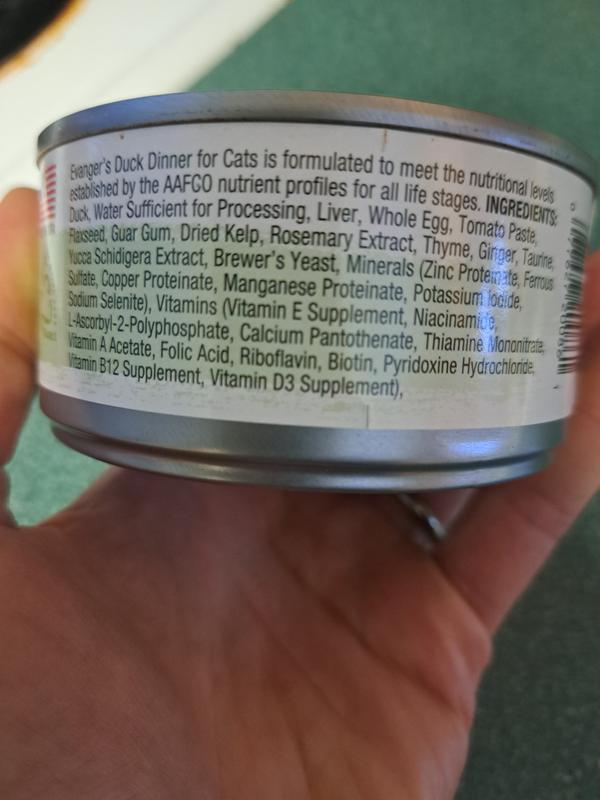 Evanger's Duck Dinner for Cats is formulated to meet the nutritional levels
established by the AAFCO nutrient profiles for all life stages. INGREDIENTS:
Duck, Water Sufficient for Processing, Liver, Whole Egg, Tomato Paste,
Flaxseed, Guar Gum, Dried Kelp, Rosemary Extract, Thyme, Ginger, Taurine,
Yucca Schidigera Extract, Brewer's Yeast, Minerals (Zinc Proteinate, Ferrous
Sulfate, Copper Proteinate, Manganese Proteinate, Potassium Iodide,
Sodium Selenite), Vitamins (Vitamin E Supplement, Niacinamide,
L-Ascorbyl-2-Polyphosphate, Calcium Pantothenate, Thiamine Mononitrate,
Vitamin A Acetate, Folic Acid, Riboflavin, Biotin, Pyridoxine Hydrochloride,
Vitamin B12 Supplement, Vitamin D3 Supplement),